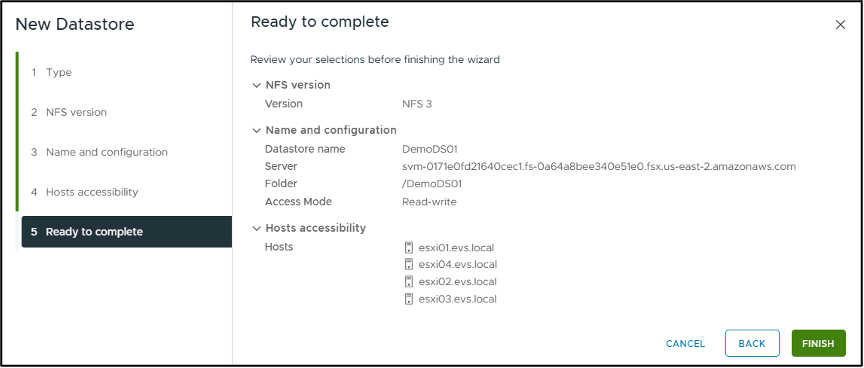 New Datastore
1 Type
2 NFS version
3 Name and configuration
4 Hosts accessibility
5 Ready to complete
Ready to complete
Review your selections before finishing the wizard
NFS version
Version NFS 3
Name and configuration
Datastore name DemoDS01
Server svm-0171e0fd21640cec1.fs-0a64a8bee340e51e0.fsx.us-east-2.amazonaws.com
Folder /DemoDS01
Access Mode Read-write
Hosts accessibility
Hosts esxi01.evs.local
esxi04.evs.local
esxi02.evs.local
esxi03.evs.local
CANCEL BACK FINISH